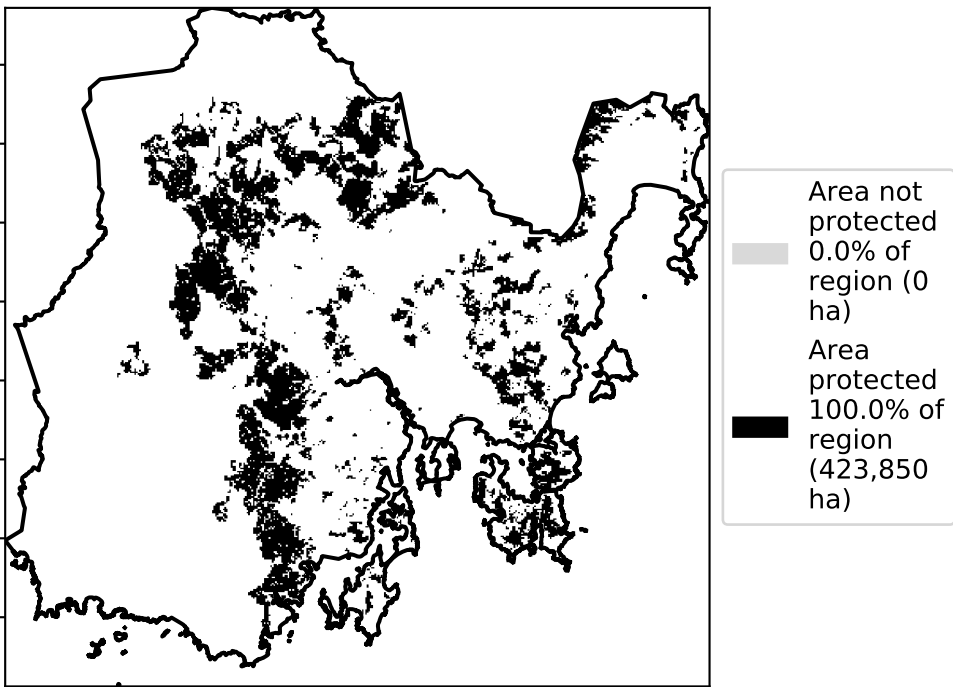 Area not
protected
0.0% of
region (0
ha)
Area
protected
100.0% of
region
(423,850
ha)